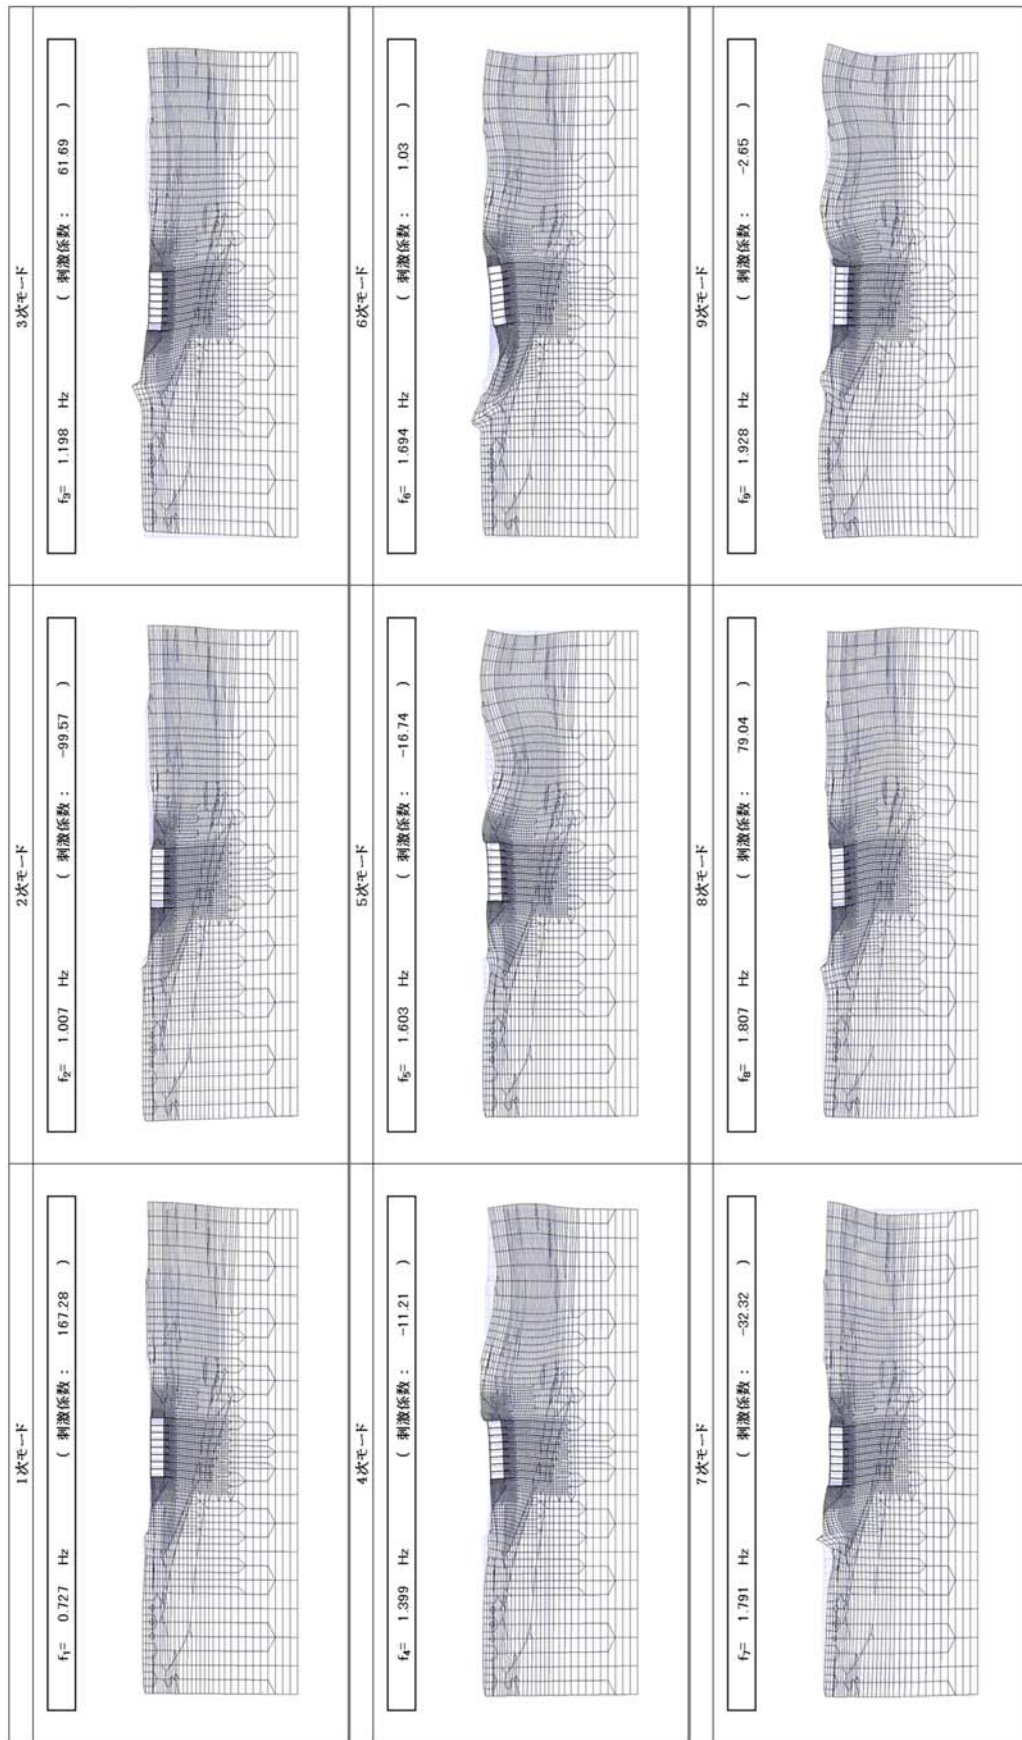 1次モード
f₁= 0.727 Hz ( 刺激係数 : 167.28 )
2次モード
f₂= 1.007 Hz ( 刺激係数 : -99.57 )
3次モード
f₃= 1.198 Hz ( 刺激係数 : 61.69 )
4次モード
f₄= 1.399 Hz ( 刺激係数 : -11.21 )
5次モード
f₅= 1.603 Hz ( 刺激係数 : -16.74 )
6次モード
f₆= 1.694 Hz ( 刺激係数 : 1.03 )
7次モード
f₇= 1.791 Hz ( 刺激係数 : -32.32 )
8次モード
f₈= 1.807 Hz ( 刺激係数 : 79.04 )
9次モード
f₉= 1.928 Hz ( 刺激係数 : -2.65 )